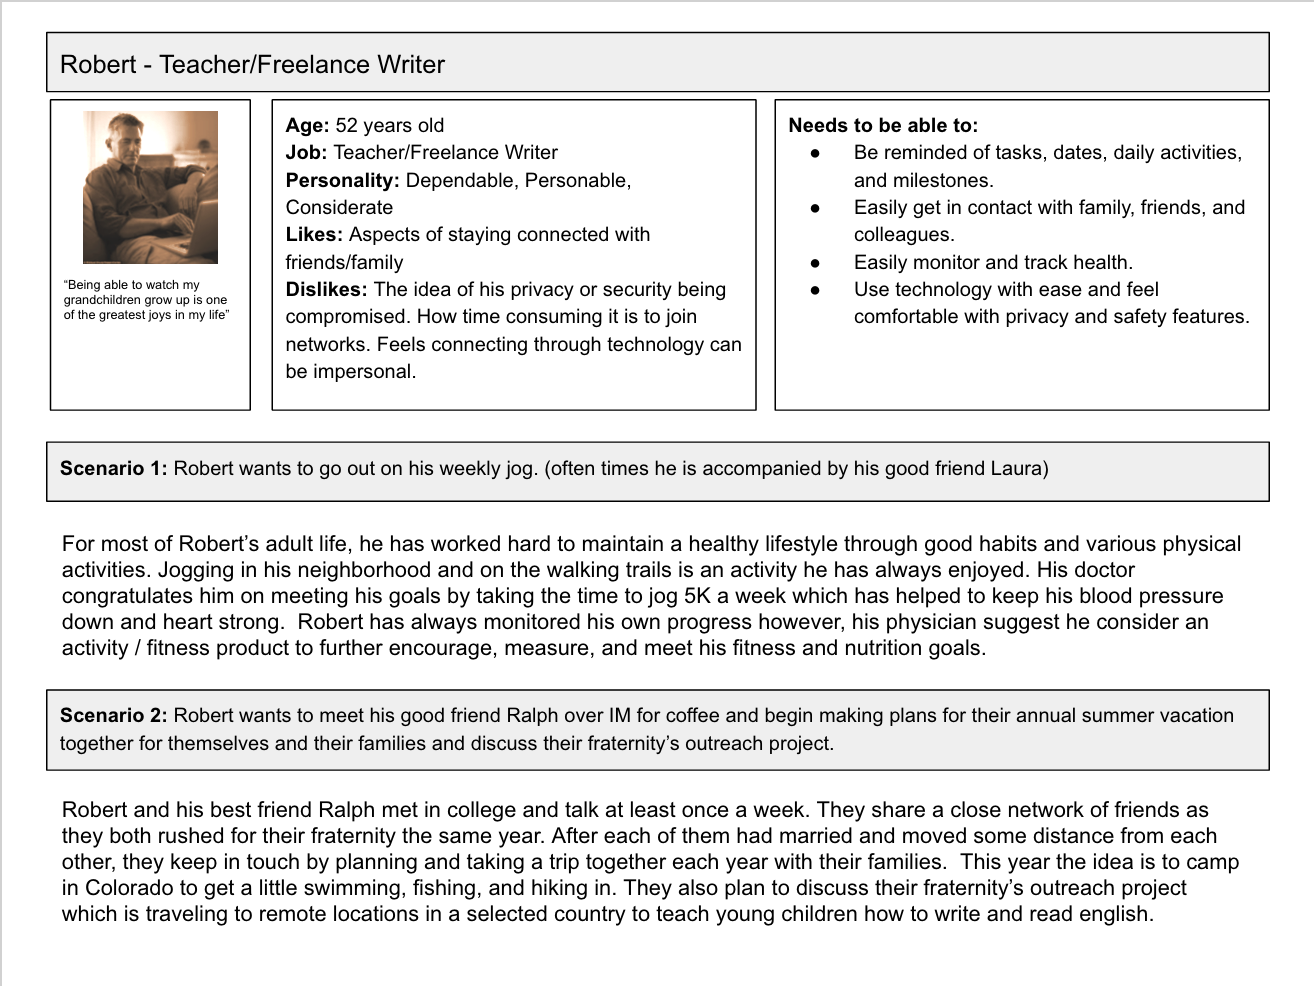 Robert - Teacher/Freelance Writer
“Being able to watch my
grandchildren grow up is one
of the greatest joys in my life”
Age: 52 years old
Job: Teacher/Freelance Writer
Personality: Dependable, Personable,
Considerate
Likes: Aspects of staying connected with
friends/family
Dislikes: The idea of his privacy or security being
compromised. How time consuming it is to join
networks. Feels connecting through technology can
be impersonal.
Needs to be able to:
● Be reminded of tasks, dates, daily activities,
and milestones.
● Easily get in contact with family, friends, and
colleagues.
● Easily monitor and track health.
● Use technology with ease and feel
comfortable with privacy and safety features.
Scenario 1: Robert wants to go out on his weekly jog. (often times he is accompanied by his good friend Laura)
For most of Robert’s adult life, he has worked hard to maintain a healthy lifestyle through good habits and various physical
activities. Jogging in his neighborhood and on the walking trails is an activity he has always enjoyed. His doctor
congratulates him on meeting his goals by taking the time to jog 5K a week which has helped to keep his blood pressure
down and heart strong.  Robert has always monitored his own progress however, his physician suggest he consider an
activity / fitness product to further encourage, measure, and meet his fitness and nutrition goals.
Scenario 2: Robert wants to meet his good friend Ralph over IM for coffee and begin making plans for their annual summer vacation
together for themselves and their families and discuss their fraternity’s outreach project.
Robert and his best friend Ralph met in college and talk at least once a week. They share a close network of friends as
they both rushed for their fraternity the same year. After each of them had married and moved some distance from each
other, they keep in touch by planning and taking a trip together each year with their families.  This year the idea is to camp
in Colorado to get a little swimming, fishing, and hiking in. They also plan to discuss their fraternity’s outreach project
which is traveling to remote locations in a selected country to teach young children how to write and read english.